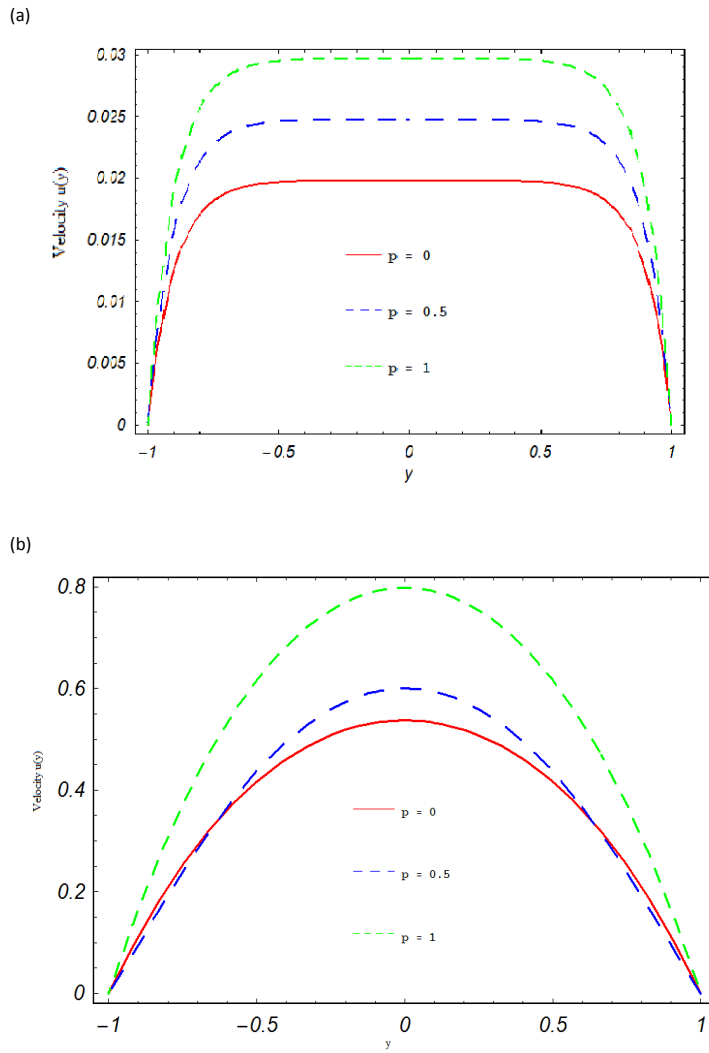 (a)
0.03
0.025
0.02
0.015
0.01
0.005
0
Velocity u(y)
p = 0
p = 0.5
p = 1
−1
−0.5
0
0.5
1
y
(b)
0.8
0.6
0.4
0.2
0
Velocity u(y)
p = 0
p = 0.5
p = 1
−1
−0.5
0
0.5
1
y